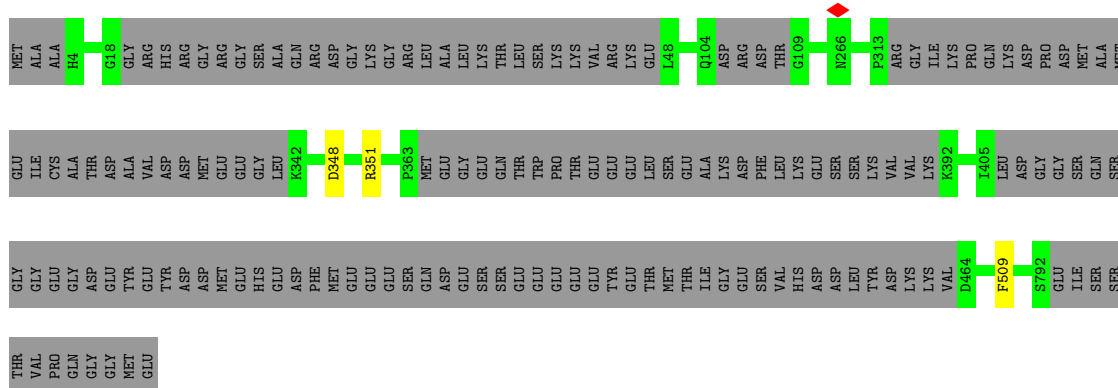 MET ALA ALA H4 G18 GLY ARG HIS ARG GLY ARG GLY SER ALA GLN ARG ASP GLY LYS GLY ARG LEU ALA LEU LYS THR LEU SER LYS LYS VAL ARG LYS GLU L48 Q104 ASP ARG ASP THR G109 N266 P313 ARG GLY ILE LYS PRO GLN LYS ASP PRO ASP MET ALA MET
GLU ILE CYS ALA THR ASP ALA VAL ASP ASP MET GLU GLU GLY LEU K342 D348 R351 P363 MET GLU GLY GLU GLN THR TRP PRO THR GLU GLU GLU LEU SER GLU ALA LYS ASP PHE LEU LYS GLU SER SER LYS VAL VAL LYS K392 I405 LEU ASP GLY GLY SER GLN SER
GLY GLY GLU GLY ASP GLU TYR GLU TYR ASP ASP MET GLU HIS GLU ASP PHE MET GLU GLU GLU SER GLN ASP GLU SER SER GLU GLU GLU GLU GLU TYR GLU THR MET THR ILE GLY GLU SER VAL HIS ASP ASP LEU TYR ASP LYS LYS VAL D464 F509 S792 GLU ILE SER SER
THR VAL PRO GLN GLY GLY MET GLU